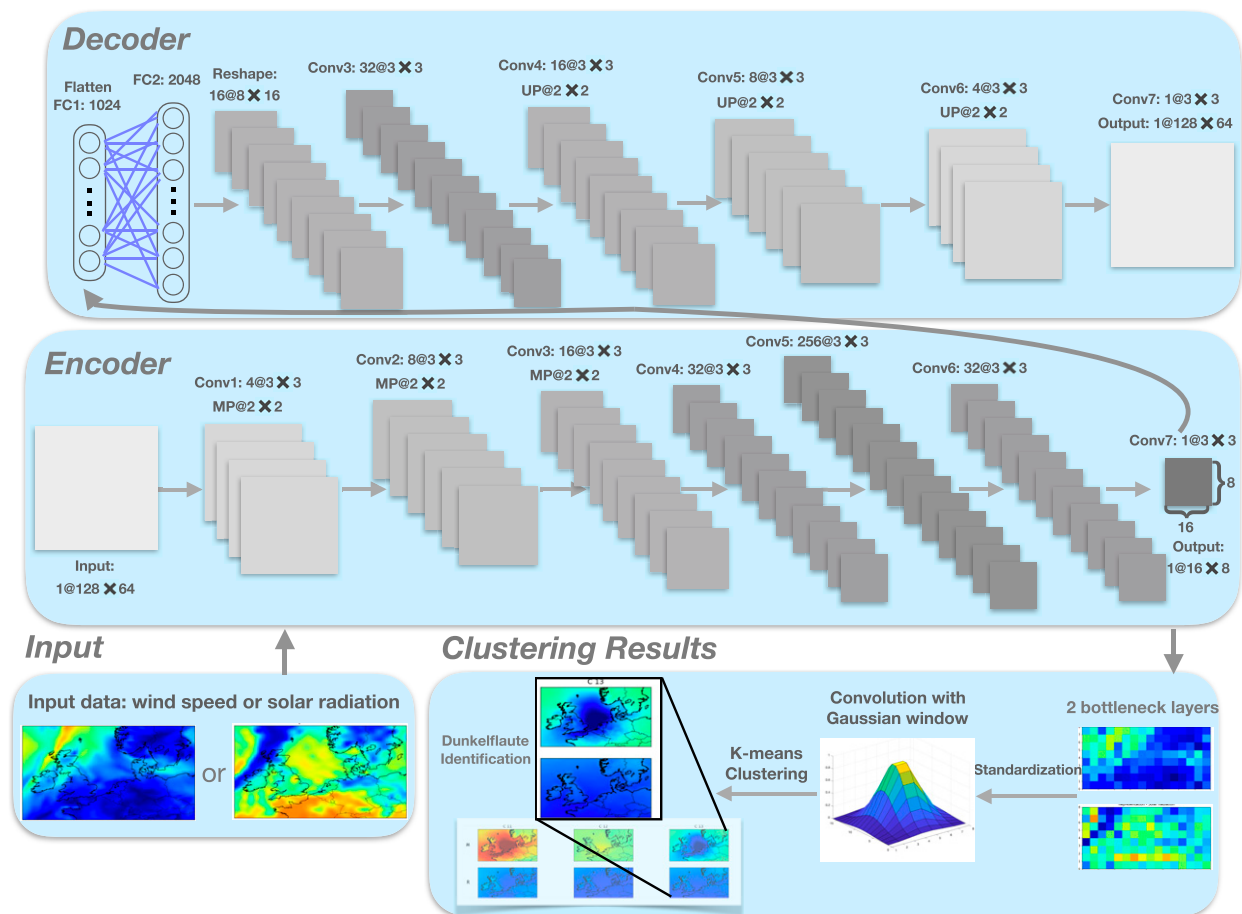 Decoder
Flatten
FC1: 1024
FC2: 2048
Reshape:
16@8 ✖ 16
Conv3: 32@3 ✖ 3
Conv4: 16@3 ✖ 3
UP@2 ✖ 2
Conv5: 8@3 ✖ 3
UP@2 ✖ 2
Conv6: 4@3 ✖ 3
UP@2 ✖ 2
Conv7: 1@3 ✖ 3
Output: 1@128 ✖ 64
Encoder
Input:
1@128 ✖ 64
Conv1: 4@3 ✖ 3
MP@2 ✖ 2
Conv2: 8@3 ✖ 3
MP@2 ✖ 2
Conv3: 16@3 ✖ 3
MP@2 ✖ 2
Conv4: 32@3 ✖ 3
Conv5: 256@3 ✖ 3
Conv6: 32@3 ✖ 3
Conv7: 1@3 ✖ 3
8
16
Output:
1@16 ✖ 8
Input
Input data: wind speed or solar radiation
or
Clustering Results
Dunkelflaute
Identification
C 13
K-means
Clustering
Convolution with
Gaussian window
Standardization
2 bottleneck layers